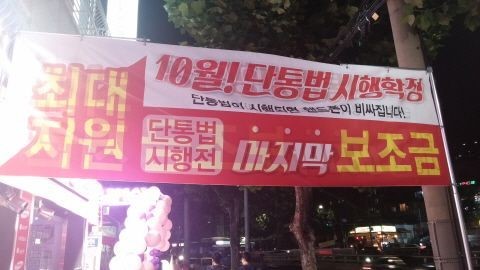 10월! 단통법 시행확정
단통법이 시행되면 핸드폰이 비싸집니다!
최대
지원
단통법
시행전
마지막 보조금